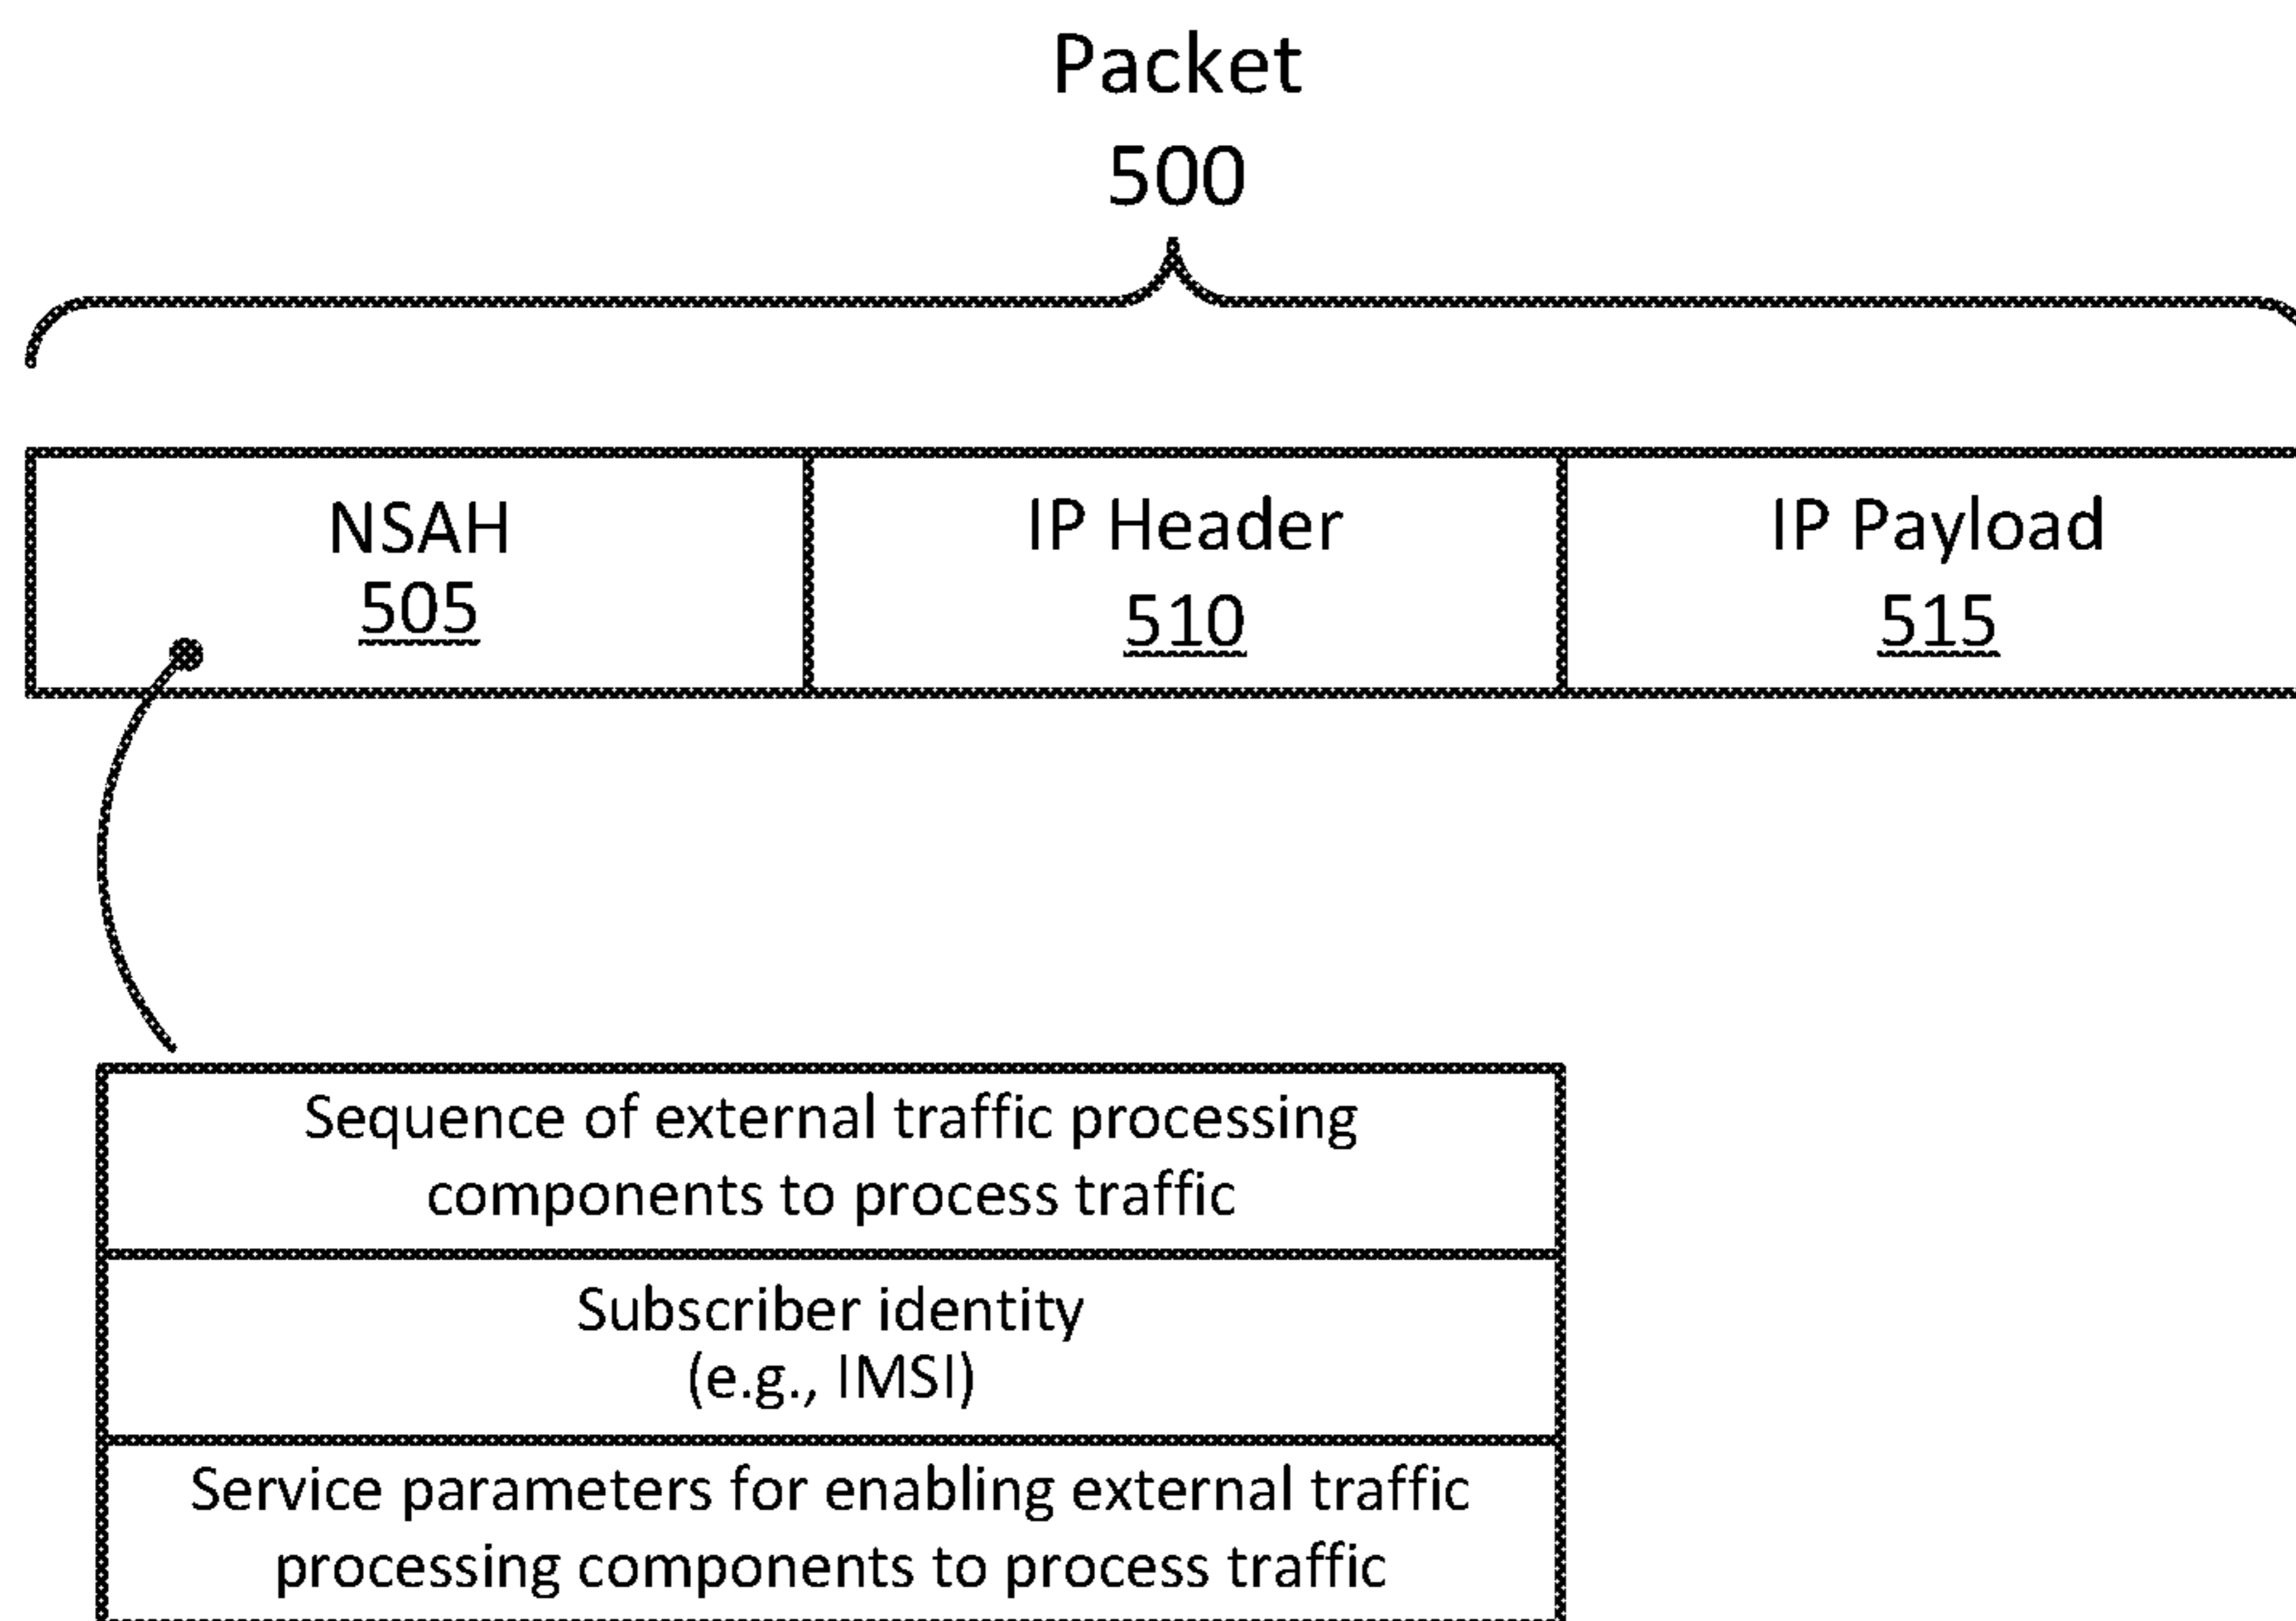 Packet
500
NSAH
505
IP Header
510
IP Payload
515
Sequence of external traffic processing
components to process traffic
Subscriber identity
(e.g., IMSI)
Service parameters for enabling external traffic
processing components to process traffic